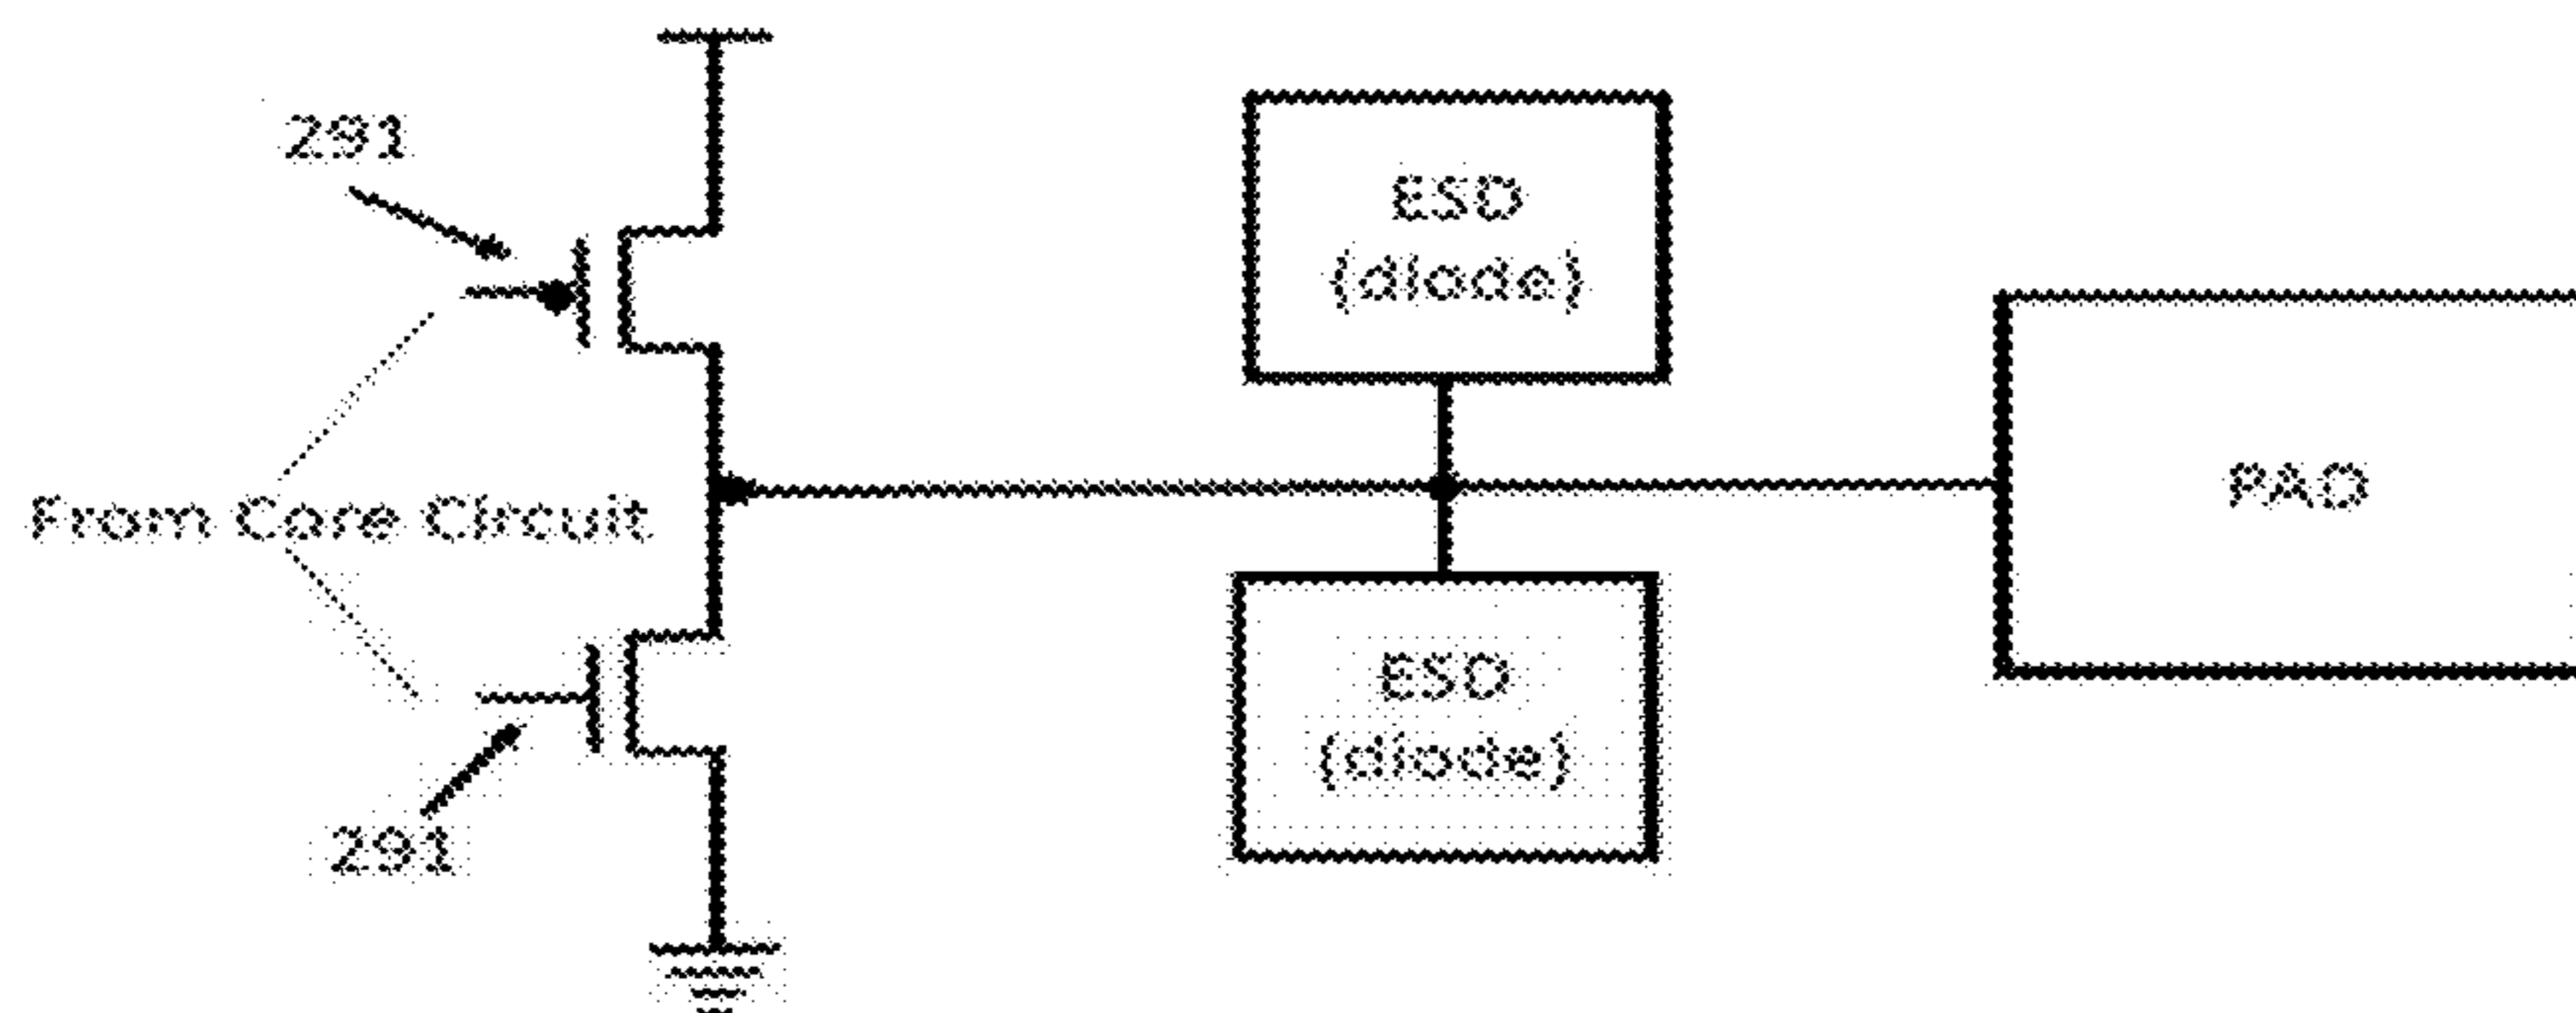 291
ESD
(diode)
PAD
From Core Circuit
ESD
(diode)
291